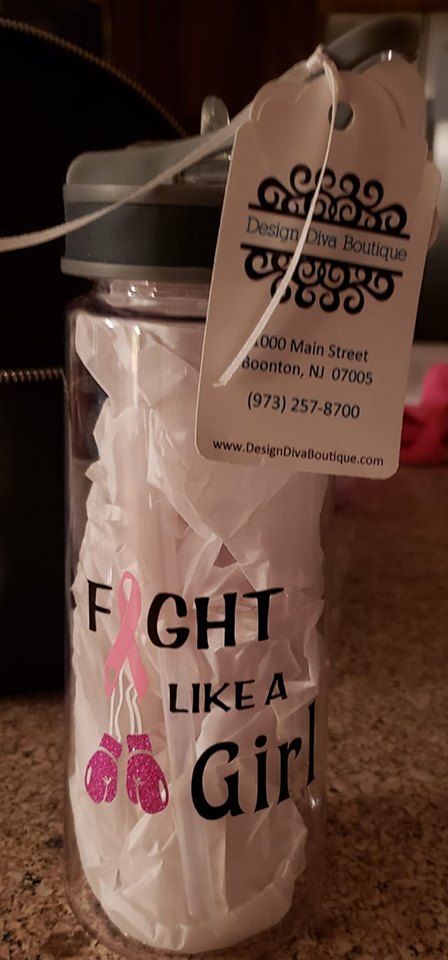 Design Diva Boutique
1000 Main Street
Boonton, NJ 07005
(973) 257-8700
www.DesignDivaBoutique.com
FIGHT
LIKE A
Girl